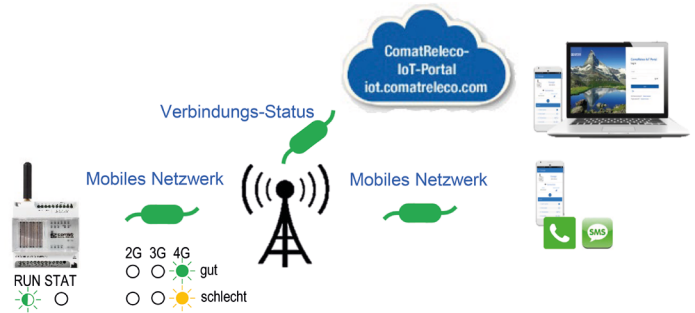 ComatReleco-
IoT-Portal
iot.comatreleco.com
Verbindungs-Status
Mobiles Netzwerk
Mobiles Netzwerk
2G 3G 4G
gut
RUN STAT
schlecht
SMS